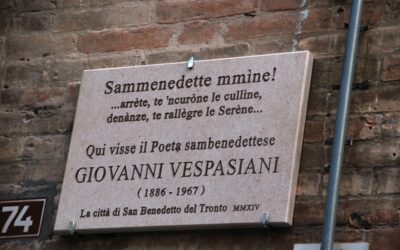 Sammenedette mmìne!
...arrète, te 'ncuròne le culline,
denànze, te rallègre le Serène...
Qui visse il Poeta sambenedettese
GIOVANNI VESPASIANI
(1886 - 1967)
La città di San Benedetto del Tronto MMXIV
74